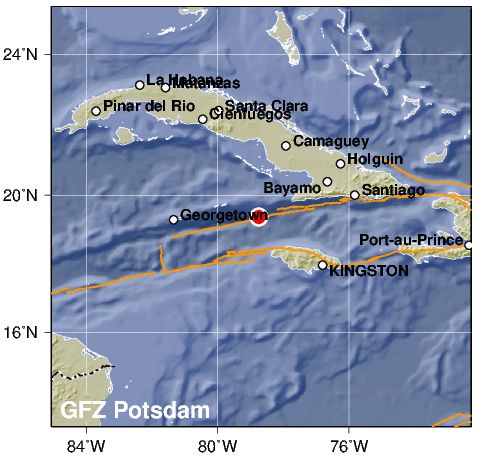 24°N
La Habana
Matanzas
Pinar del Rio
Santa Clara
Cienfuegos
Camaguey
Holguin
Bayamo
Santiago
20°N
Georgetown
Port-au-Prince
KINGSTON
16°N
GFZ Potsdam
84°W
80°W
76°W